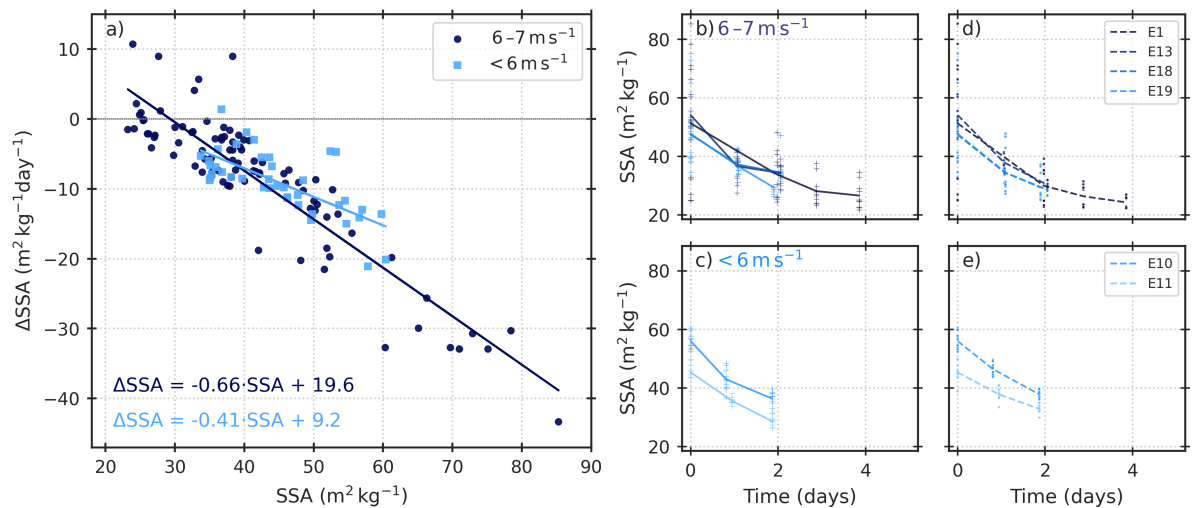 a)
6–7 m s⁻¹
< 6 m s⁻¹
10
0
−10
−20
−30
−40
ΔSSA (m² kg⁻¹day⁻¹)
ΔSSA = -0.66·SSA + 19.6
ΔSSA = -0.41·SSA + 9.2
20 30 40 50 60 70 80 90
SSA (m² kg⁻¹)
b) 6–7 m s⁻¹
80
60
40
20
SSA (m² kg⁻¹)
d)
E1
E13
E18
E19
c) < 6 m s⁻¹
80
60
40
20
SSA (m² kg⁻¹)
0 2 4
Time (days)
e)
E10
E11
0 2 4
Time (days)